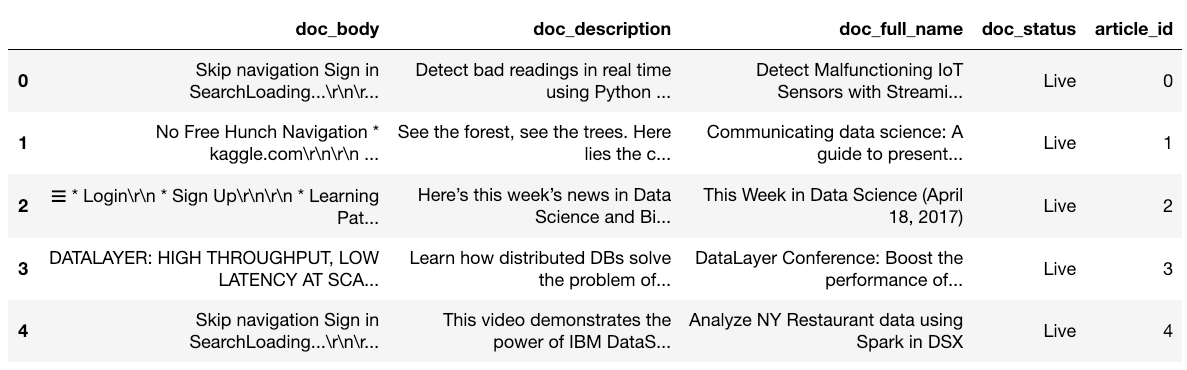 doc_body doc_description doc_full_name doc_status article_id
0 Skip navigation Sign in SearchLoading...\r\n\r... Detect bad readings in real time using Python ... Detect Malfunctioning IoT Sensors with Streami... Live 0
1 No Free Hunch Navigation * kaggle.com\r\n\r\n ... See the forest, see the trees. Here lies the c... Communicating data science: A guide to present... Live 1
2 ☰ * Login\r\n * Sign Up\r\n\r\n * Learning Pat... Here’s this week’s news in Data Science and Bi... This Week in Data Science (April 18, 2017) Live 2
3 DATALAYER: HIGH THROUGHPUT, LOW LATENCY AT SCA... Learn how distributed DBs solve the problem of... DataLayer Conference: Boost the performance of... Live 3
4 Skip navigation Sign in SearchLoading...\r\n\r... This video demonstrates the power of IBM DataS... Analyze NY Restaurant data using Spark in DSX Live 4